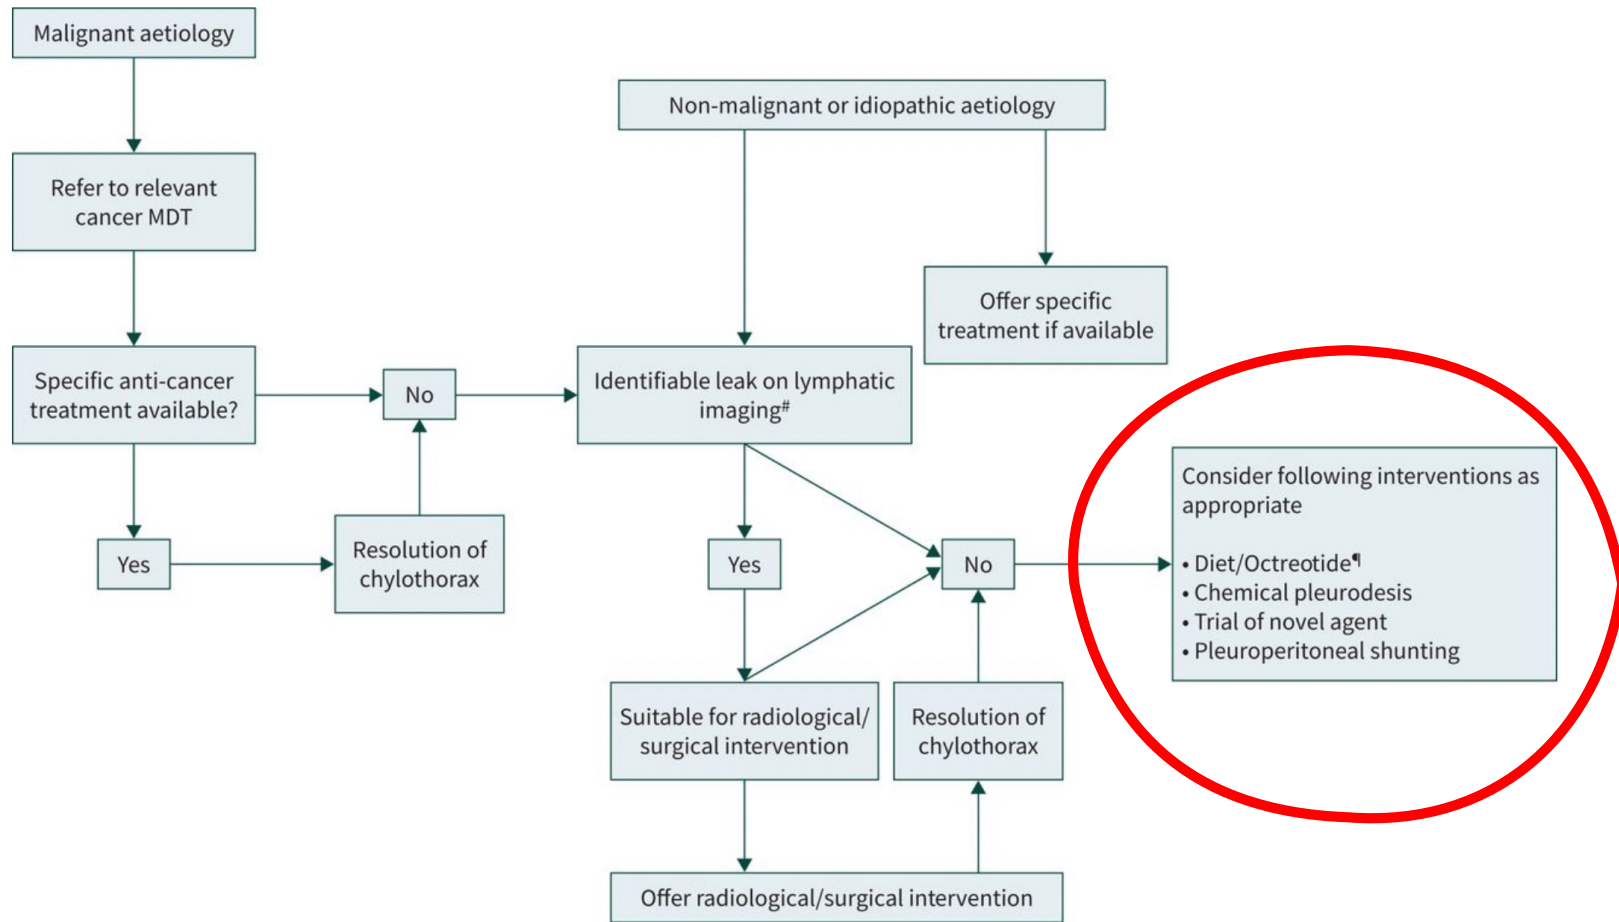 Malignant aetiology
Non-malignant or idiopathic aetiology
Refer to relevant
cancer MDT
Offer specific
treatment if available
Specific anti-cancer
treatment available?
No
Identifiable leak on lymphatic
imaging#
Consider following interventions as
appropriate
• Diet/Octreotide¶
• Chemical pleurodesis
• Trial of novel agent
• Pleuroperitoneal shunting
Yes
Resolution of
chylothorax
Yes
No
Suitable for radiological/
surgical intervention
Resolution of
chylothorax
Offer radiological/surgical intervention